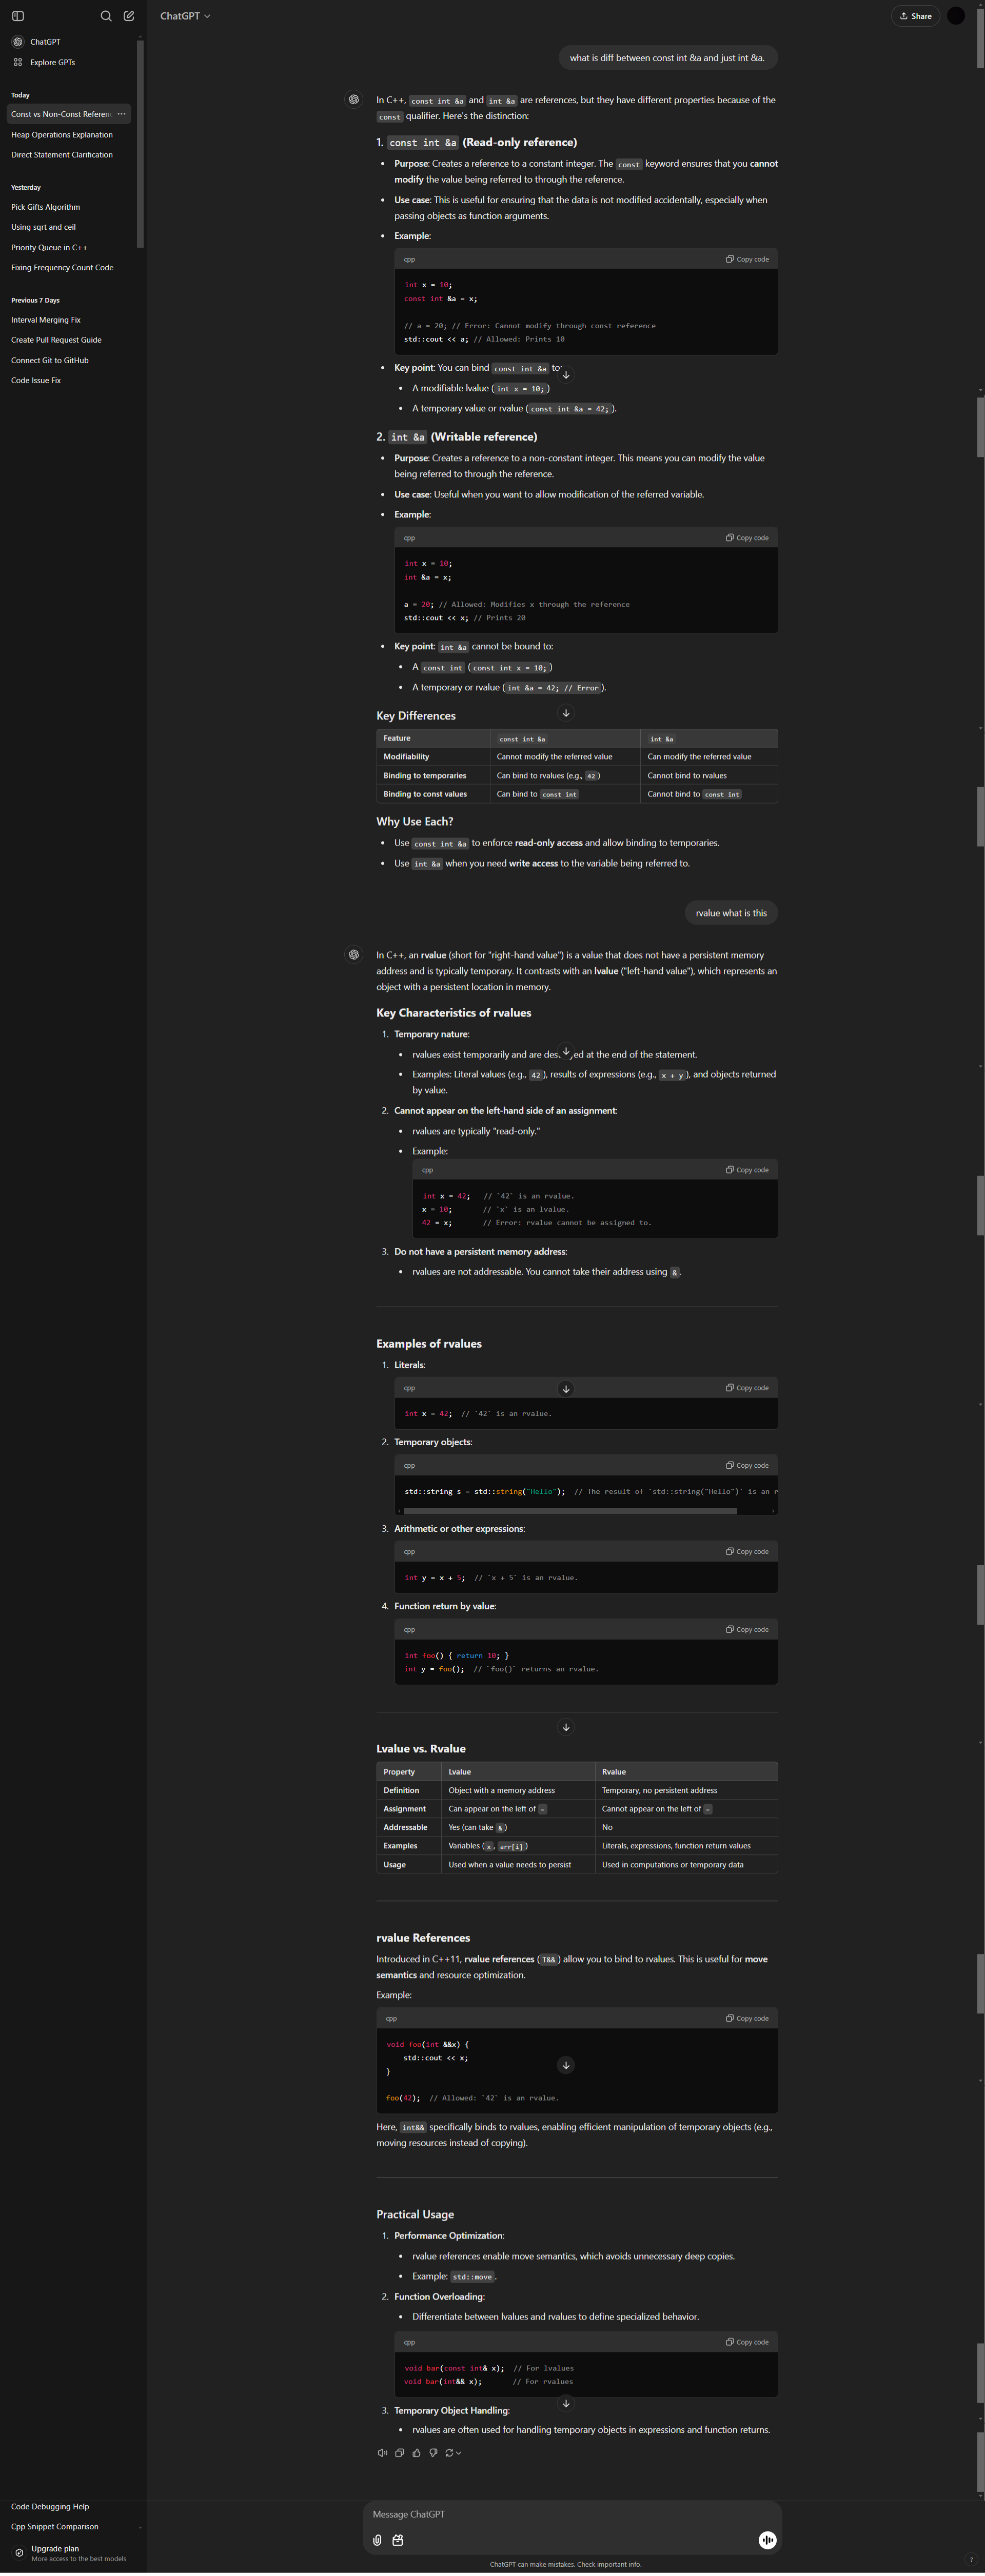 ChatGPT
Share
ChatGPT
Explore GPTs
Today
Const vs Non-Const Referenc
Heap Operations Explanation
Direct Statement Clarification
Yesterday
Pick Gifts Algorithm
Using sqrt and ceil
Priority Queue in C++
Fixing Frequency Count Code
Previous 7 Days
Interval Merging Fix
Create Pull Request Guide
Connect Git to GitHub
Code Issue Fix
what is diff between const int &a and just int &a.
In C++, const int &a and int &a are references, but they have different properties because of the
const qualifier. Here's the distinction:
1. const int &a (Read-only reference)
• Purpose: Creates a reference to a constant integer. The const keyword ensures that you cannot
modify the value being referred to through the reference.
• Use case: This is useful for ensuring that the data is not modified accidentally, especially when
passing objects as function arguments.
• Example:
cpp Copy code
int x = 10;
const int &a = x;
// a = 20; // Error: Cannot modify through const reference
std::cout << a; // Allowed: Prints 10
• Key point: You can bind const int &a to:
• A modifiable lvalue (int x = 10;)
• A temporary value or rvalue (const int &a = 42;).
2. int &a (Writable reference)
• Purpose: Creates a reference to a non-constant integer. This means you can modify the value
being referred to through the reference.
• Use case: Useful when you want to allow modification of the referred variable.
• Example:
cpp Copy code
int x = 10;
int &a = x;
a = 20; // Allowed: Modifies x through the reference
std::cout << x; // Prints 20
• Key point: int &a cannot be bound to:
• A const int (const int x = 10;)
• A temporary or rvalue (int &a = 42; // Error).
Key Differences
Feature const int &a int &a
Modifiability Cannot modify the referred value Can modify the referred value
Binding to temporaries Can bind to rvalues (e.g., 42) Cannot bind to rvalues
Binding to const values Can bind to const int Cannot bind to const int
Why Use Each?
• Use const int &a to enforce read-only access and allow binding to temporaries.
• Use int &a when you need write access to the variable being referred to.
rvalue what is this
In C++, an rvalue (short for "right-hand value") is a value that does not have a persistent memory
address and is typically temporary. It contrasts with an lvalue ("left-hand value"), which represents an
object with a persistent location in memory.
Key Characteristics of rvalues
1. Temporary nature:
• rvalues exist temporarily and are des yed at the end of the statement.
• Examples: Literal values (e.g., 42), results of expressions (e.g., x + y), and objects returned
by value.
2. Cannot appear on the left-hand side of an assignment:
• rvalues are typically "read-only."
• Example:
cpp Copy code
int x = 42; // `42` is an rvalue.
x = 10; // `x` is an lvalue.
42 = x; // Error: rvalue cannot be assigned to.
3. Do not have a persistent memory address:
• rvalues are not addressable. You cannot take their address using &.
Examples of rvalues
1. Literals:
cpp Copy code
int x = 42; // `42` is an rvalue.
2. Temporary objects:
cpp Copy code
std::string s = std::string("Hello"); // The result of `std::string("Hello")` is an r
3. Arithmetic or other expressions:
cpp Copy code
int y = x + 5; // `x + 5` is an rvalue.
4. Function return by value:
cpp Copy code
int foo() { return 10; }
int y = foo(); // `foo()` returns an rvalue.
Lvalue vs. Rvalue
Property Lvalue Rvalue
Definition Object with a memory address Temporary, no persistent address
Assignment Can appear on the left of = Cannot appear on the left of =
Addressable Yes (can take &) No
Examples Variables (x, arr[i]) Literals, expressions, function return values
Usage Used when a value needs to persist Used in computations or temporary data
rvalue References
Introduced in C++11, rvalue references (T&&) allow you to bind to rvalues. This is useful for move
semantics and resource optimization.
Example:
cpp Copy code
void foo(int &&x) {
std::cout << x;
}
foo(42); // Allowed: `42` is an rvalue.
Here, int&& specifically binds to rvalues, enabling efficient manipulation of temporary objects (e.g.,
moving resources instead of copying).
Practical Usage
1. Performance Optimization:
• rvalue references enable move semantics, which avoids unnecessary deep copies.
• Example: std::move.
2. Function Overloading:
• Differentiate between lvalues and rvalues to define specialized behavior.
cpp Copy code
void bar(const int& x); // For lvalues
void bar(int&& x); // For rvalues
3. Temporary Object Handling:
• rvalues are often used for handling temporary objects in expressions and function returns.
Code Debugging Help
Cpp Snippet Comparison
Upgrade plan
More access to the best models
Message ChatGPT
ChatGPT can make mistakes. Check important info.
?